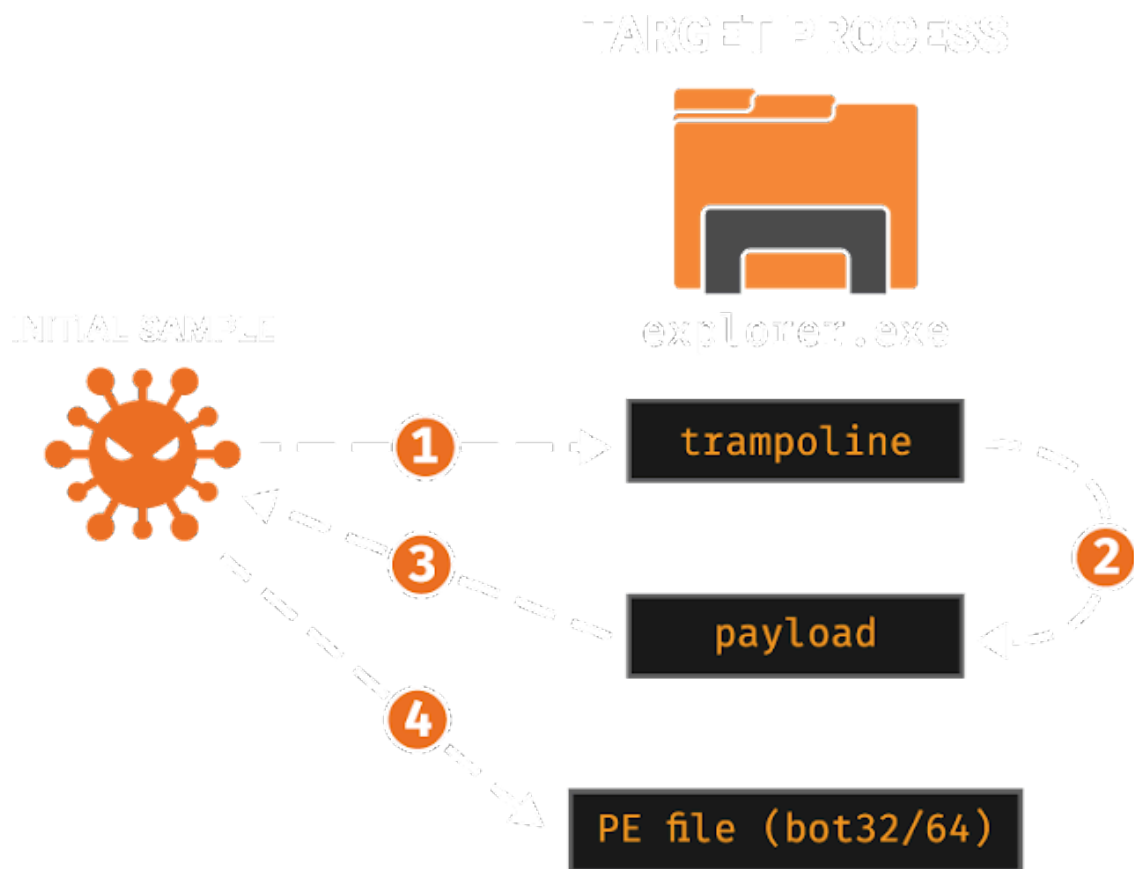 TARGET PROCESS
explorer.exe
INITIAL SAMPLE
1
trampoline
2
3
payload
4
PE file (bot32/64)